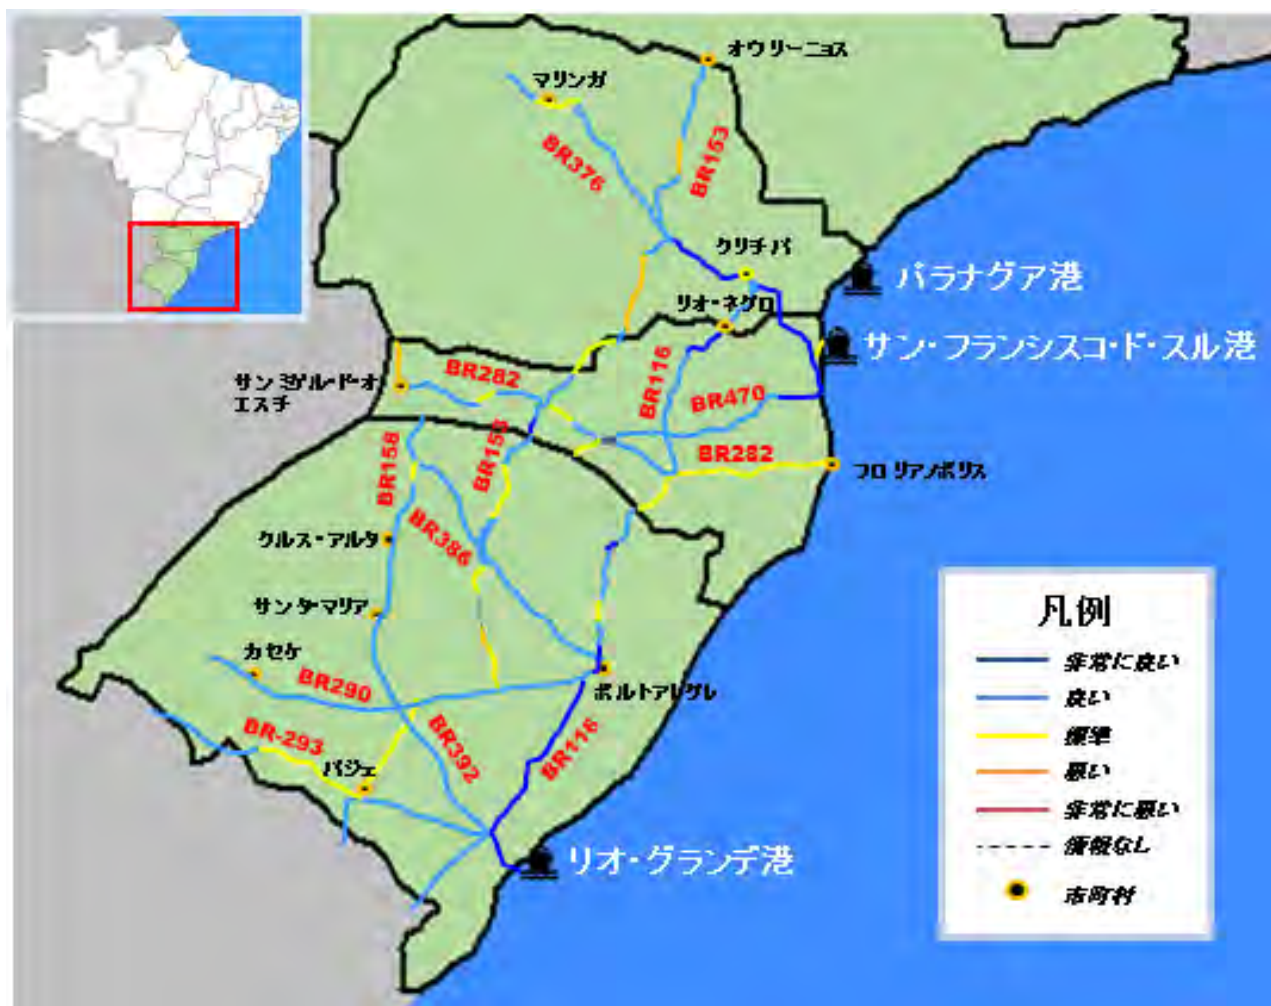 オウリーニョス
マリンガ
BR376
BR153
クリチバ
パラナグア港
リオ・ネグロ
サン・フランシスコ・ド・スル港
サンミゲル・ド・オ
エスチ
BR282
BR116
BR470
BR158
BR153
BR282
フロリアノポリス
クルス・アルタ
BR386
サンタ・マリア
カセケ
BR290
ポルトアレグレ
BR-293
BR392
BR116
バジェ
リオ・グランデ港
凡例
非常に良い
良い
標準
悪い
非常に悪い
情報なし
市町村